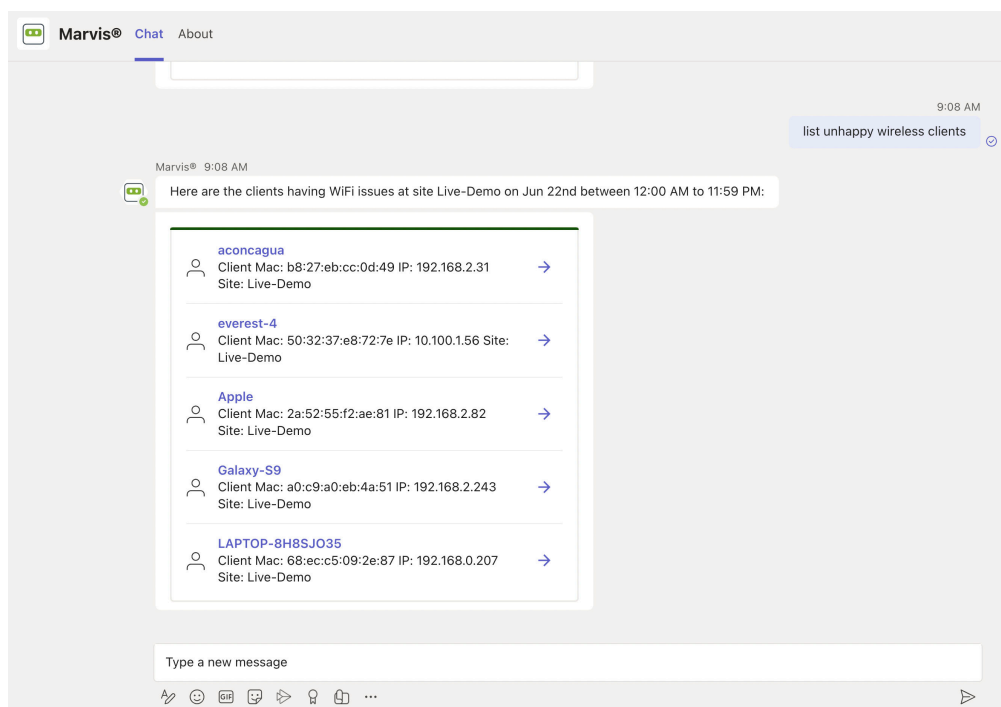 Marvis® Chat About
9:08 AM
list unhappy wireless clients
Marvis® 9:08 AM
Here are the clients having WiFi issues at site Live-Demo on Jun 22nd between 12:00 AM to 11:59 PM:
aconcagua
Client Mac: b8:27:eb:cc:0d:49 IP: 192.168.2.31
Site: Live-Demo
everest-4
Client Mac: 50:32:37:e8:72:7e IP: 10.100.1.56 Site:
Live-Demo
Apple
Client Mac: 2a:52:55:f2:ae:81 IP: 192.168.2.82
Site: Live-Demo
Galaxy-S9
Client Mac: a0:c9:a0:eb:4a:51 IP: 192.168.2.243
Site: Live-Demo
LAPTOP-8H8SJO35
Client Mac: 68:ec:c5:09:2e:87 IP: 192.168.0.207
Site: Live-Demo
Type a new message
GIF